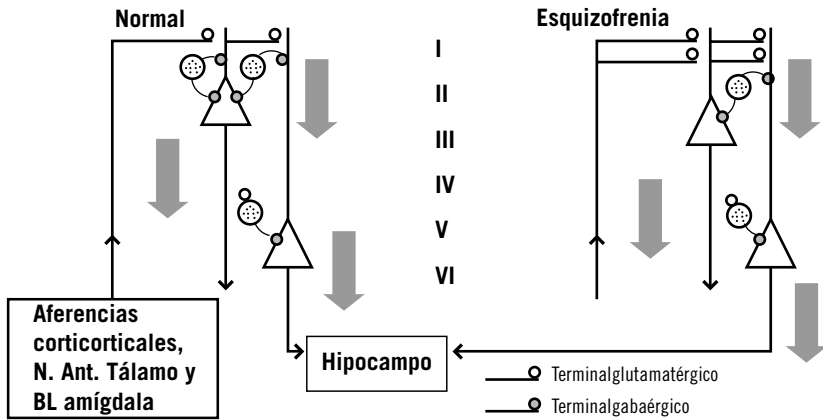 Normal
Esquizofrenia
I
II
III
IV
V
VI
Aferencias
corticorticales,
N. Ant. Tálamo y
BL amígdala
Hipocampo
Terminalglutamatérgico
Terminalgabaérgico